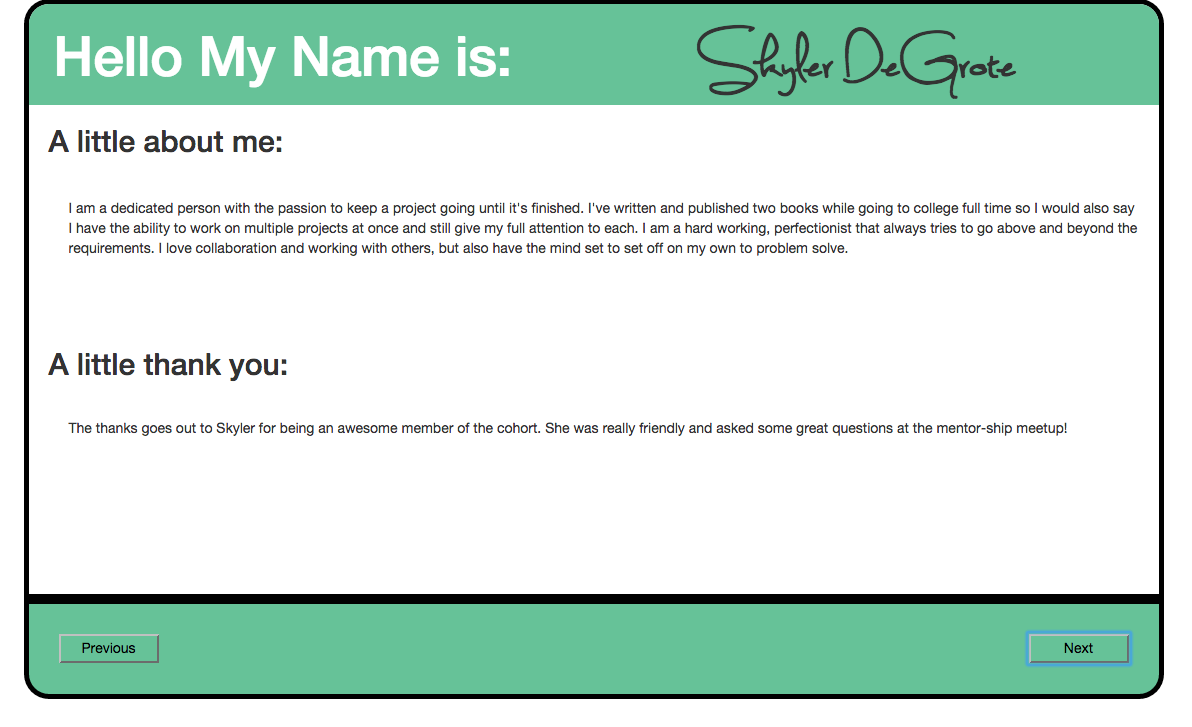 Hello My Name is: Skyler DeGrote
A little about me:
I am a dedicated person with the passion to keep a project going until it's finished. I've written and published two books while going to college full time so I would also say
I have the ability to work on multiple projects at once and still give my full attention to each. I am a hard working, perfectionist that always tries to go above and beyond the
requirements. I love collaboration and working with others, but also have the mind set to set off on my own to problem solve.
A little thank you:
The thanks goes out to Skyler for being an awesome member of the cohort. She was really friendly and asked some great questions at the mentor-ship meetup!
Previous Next